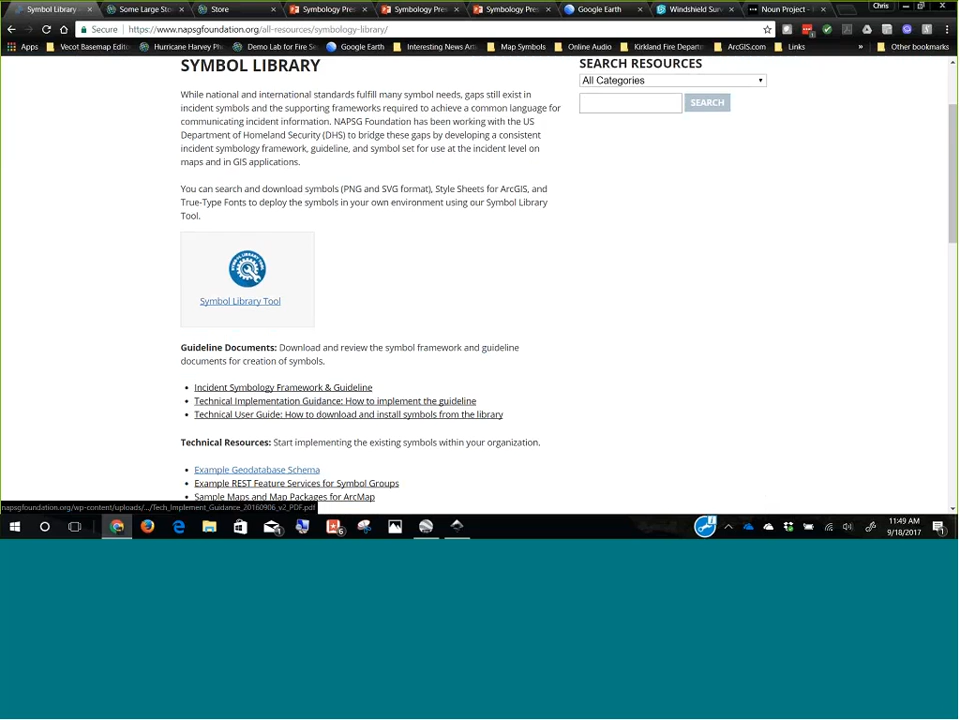 Symbol Library
Some Large Sto
Store
Symbology Pre
Symbology Pre
Symbology Pre
Google Earth
Windshield Sur
Noun Project -
Chris
Secure
https://www.napsgfoundation.org/all-resources/symbology-library/
Apps
Vecot Basemap Edito
Hurricane Harvey Ph
Demo Lab for Fire Se
Google Earth
Interesting News Arti
Map Symbols
Online Audio
Kirkland Fire Departm
ArcGIS.com
Links
»
Other bookmarks
SYMBOL LIBRARY
While national and international standards fulfill many symbol needs, gaps still exist in
incident symbols and the supporting frameworks required to achieve a common language for
communicating incident information. NAPSG Foundation has been working with the US
Department of Homeland Security (DHS) to bridge these gaps by developing a consistent
incident symbology framework, guideline, and symbol set for use at the incident level on
maps and in GIS applications.
You can search and download symbols (PNG and SVG format), Style Sheets for ArcGIS, and
True-Type Fonts to deploy the symbols in your own environment using our Symbol Library
Tool.
SYMBOL LIBRARY TOOL
Symbol Library Tool
Guideline Documents: Download and review the symbol framework and guideline
documents for creation of symbols.
• Incident Symbology Framework & Guideline
• Technical Implementation Guidance: How to implement the guideline
• Technical User Guide: How to download and install symbols from the library
Technical Resources: Start implementing the existing symbols within your organization.
• Example Geodatabase Schema
• Example REST Feature Services for Symbol Groups
• Sample Maps and Map Packages for ArcMap
SEARCH RESOURCES
All Categories
SEARCH
napsgfoundation.org/wp-content/uploads/.../Tech_Implement_Guidance_20160906_v2_PDF.pdf
11:49 AM
9/18/2017